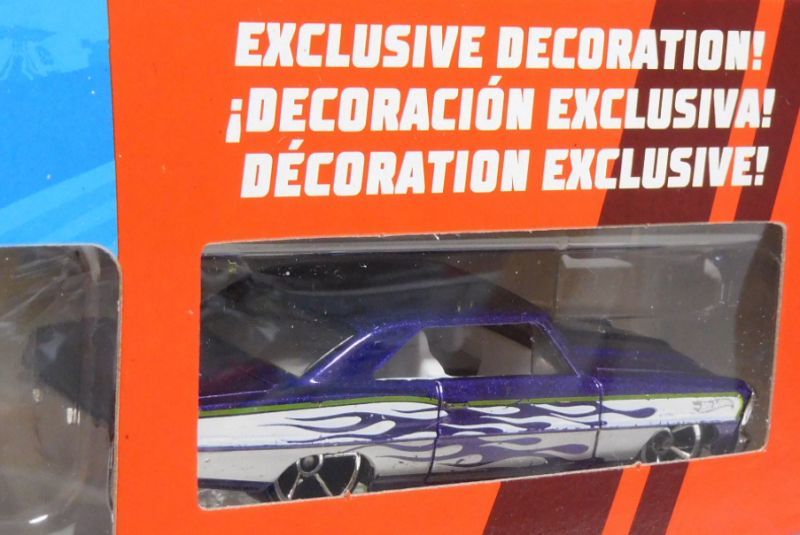 EXCLUSIVE DECORATION!
¡DECORACIÓN EXCLUSIVA!
DÉCORATION EXCLUSIVE!